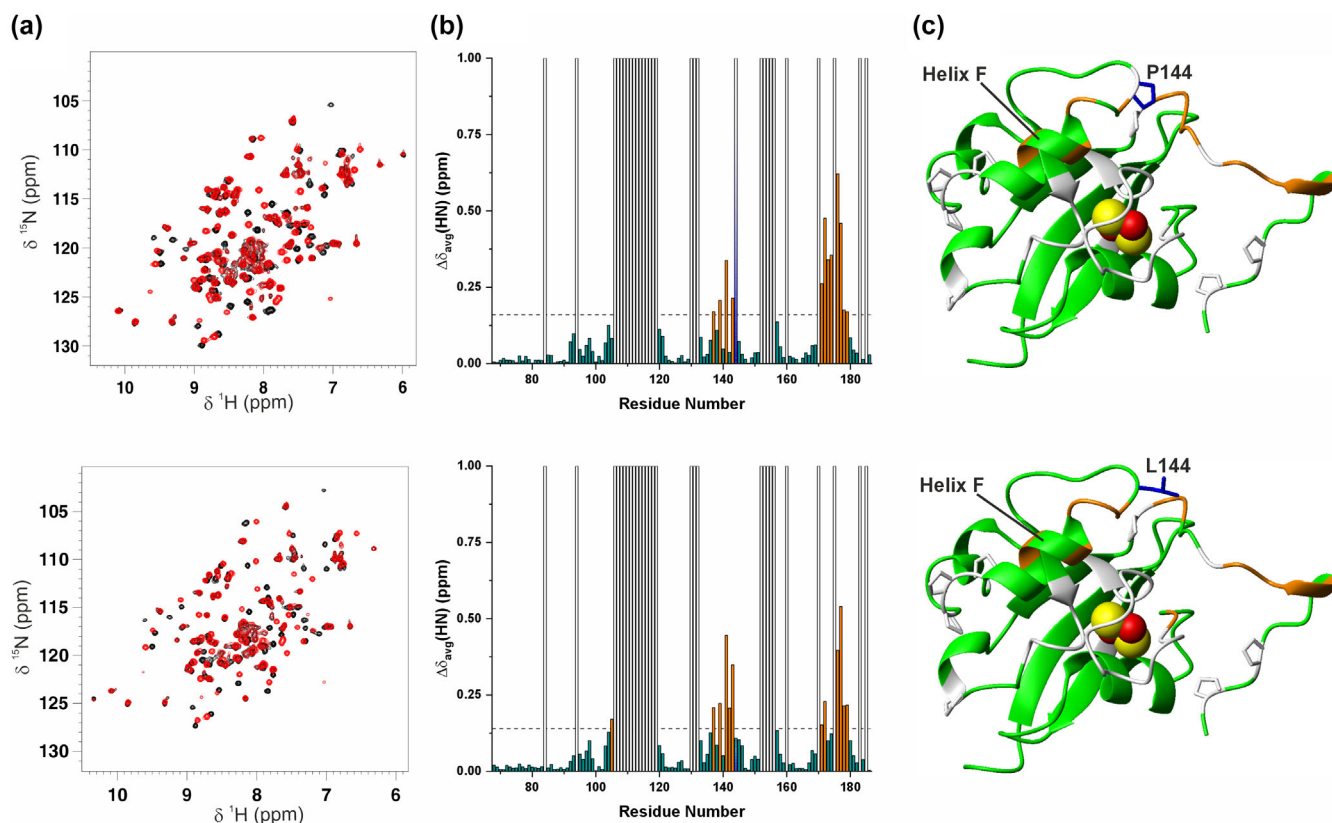 (a)
105
110
115
120
125
130
δ ¹⁵N (ppm)
10 9 8 7 6
δ ¹H (ppm)
(b)
1.00
0.75
0.50
0.25
0.00
Δδavg(HN) (ppm)
80 100 120 140 160 180
Residue Number
(c)
Helix F
P144
105
110
115
120
125
130
δ ¹⁵N (ppm)
10 9 8 7 6
δ ¹H (ppm)
1.00
0.75
0.50
0.25
0.00
Δδavg(HN) (ppm)
80 100 120 140 160 180
Residue Number
Helix F
L144